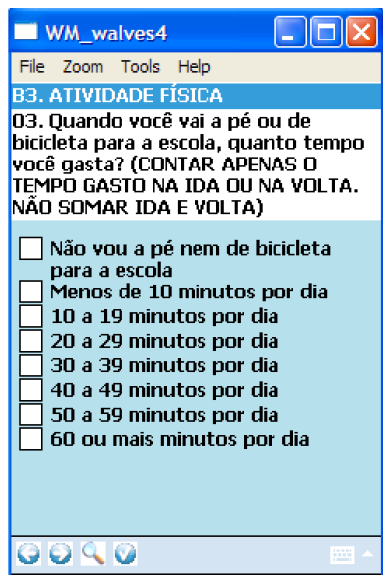 WM_walves4
File Zoom Tools Help
B3. ATIVIDADE FÍSICA
03. Quando você vai a pé ou de
bicicleta para a escola, quanto tempo
você gasta? (CONTAR APENAS O
TEMPO GASTO NA IDA OU NA VOLTA.
NÃO SOMAR IDA E VOLTA)
Não vou a pé nem de bicicleta
para a escola
Menos de 10 minutos por dia
10 a 19 minutos por dia
20 a 29 minutos por dia
30 a 39 minutos por dia
40 a 49 minutos por dia
50 a 59 minutos por dia
60 ou mais minutos por dia